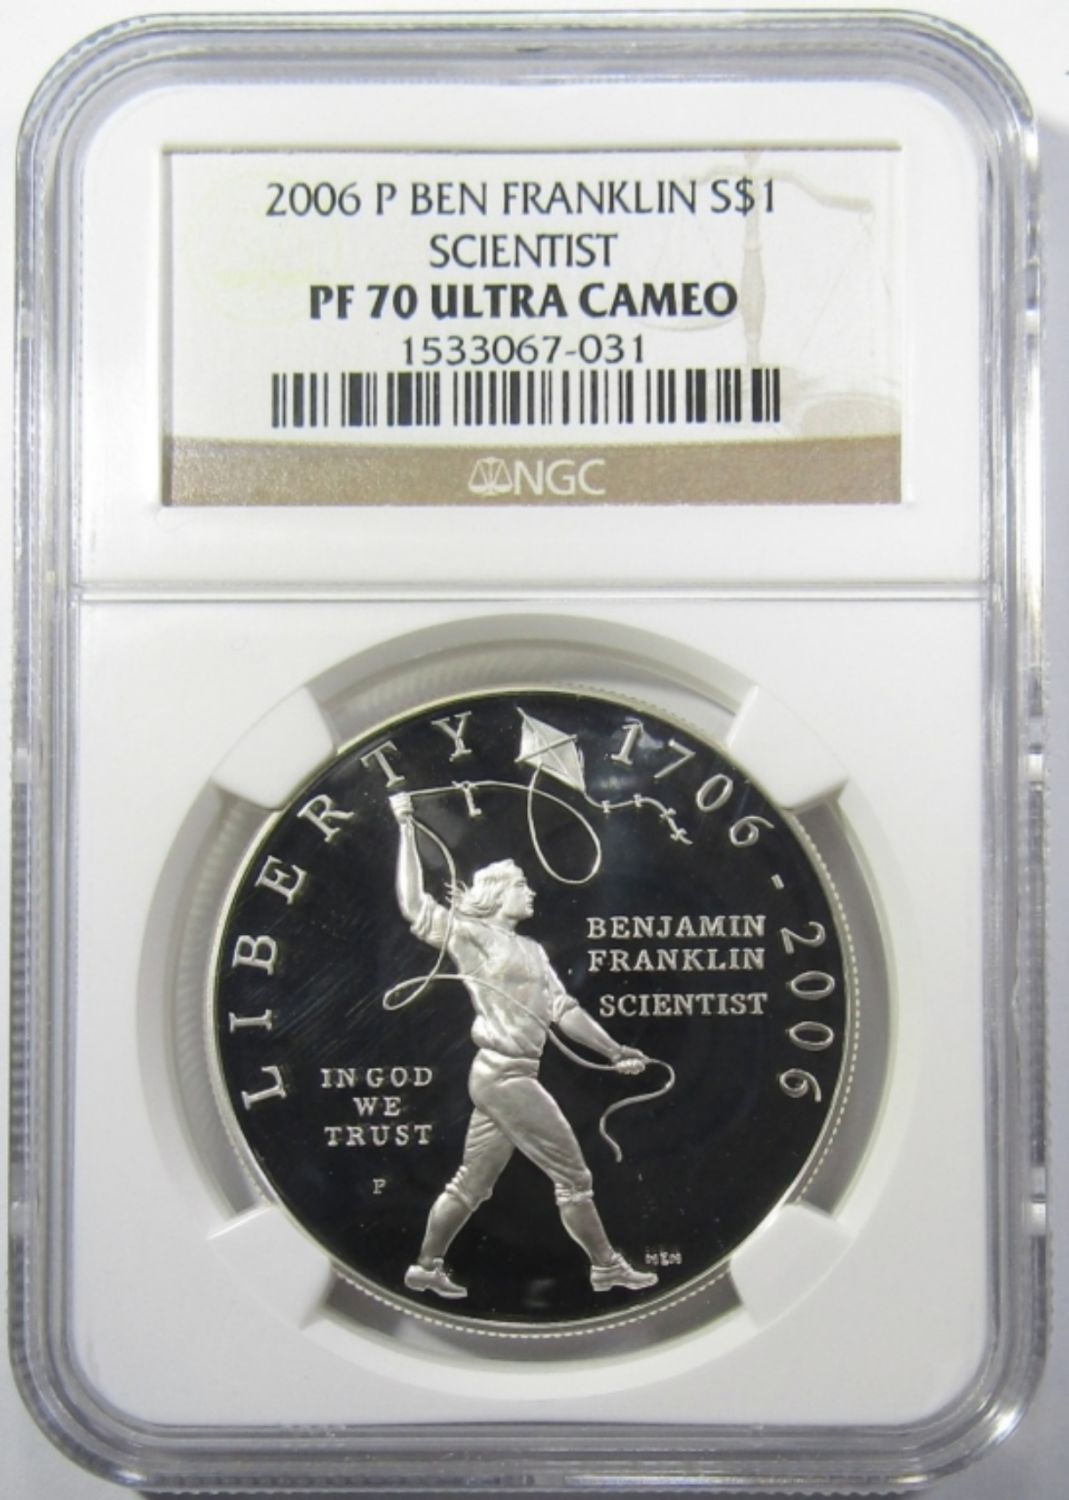 2006 P BEN FRANKLIN S$1
SCIENTIST
PF 70 ULTRA CAMEO
1533067-031
NGC
LIBERTY 1706-2006
BENJAMIN
FRANKLIN
SCIENTIST
IN GOD
WE
TRUST
P